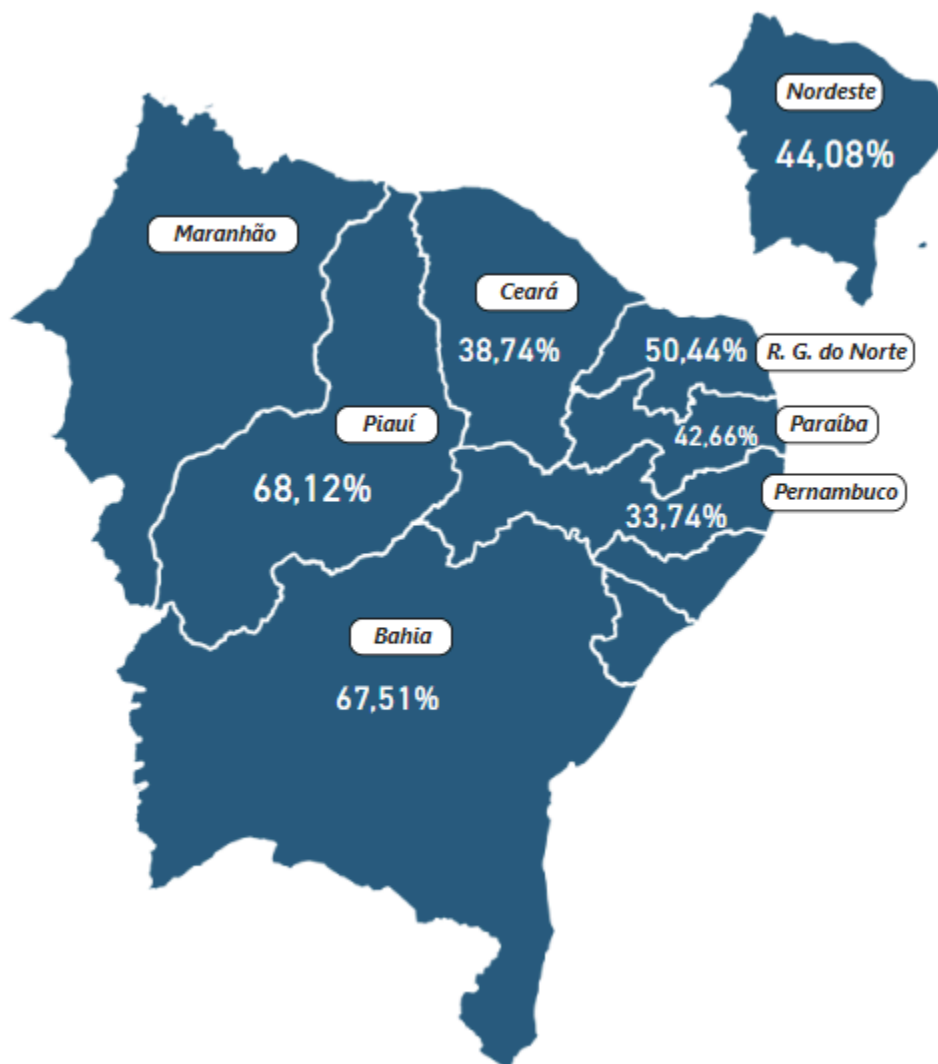 Nordeste
44,08%
Maranhão
Ceará
38,74%
50,44%
R. G. do Norte
Piauí
68,12%
42,66%
Paraíba
33,74%
Pernambuco
Bahia
67,51%